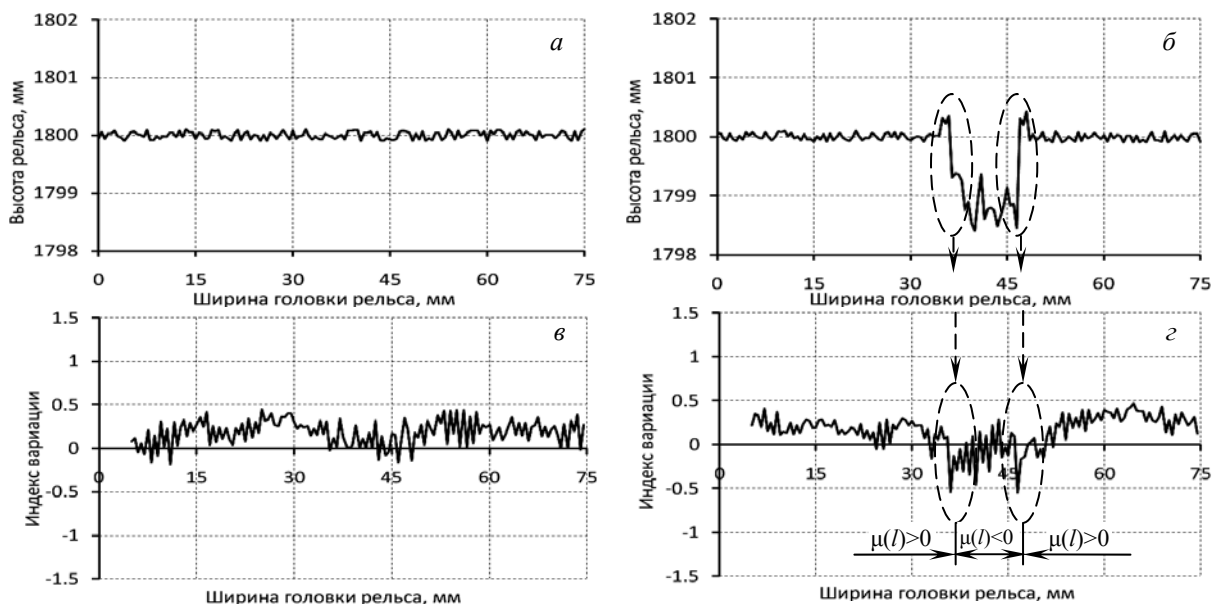 1802
1801
1800
1799
1798
0 15 30 45 60 75
Высота рельса, мм
Ширина головки рельса, мм
а
1802
1801
1800
1799
1798
0 15 30 45 60 75
Высота рельса, мм
Ширина головки рельса, мм
б
1.5
1
0.5
0
-0.5
-1
-1.5
0 15 30 45 60 75
Индекс вариации
Ширина головки рельса, мм
в
1.5
1
0.5
0
-0.5
-1
-1.5
0 15 30 45 60 75
Индекс вариации
μ(l)>0 μ(l)<0 μ(l)>0
Ширина головки рельса, мм
г